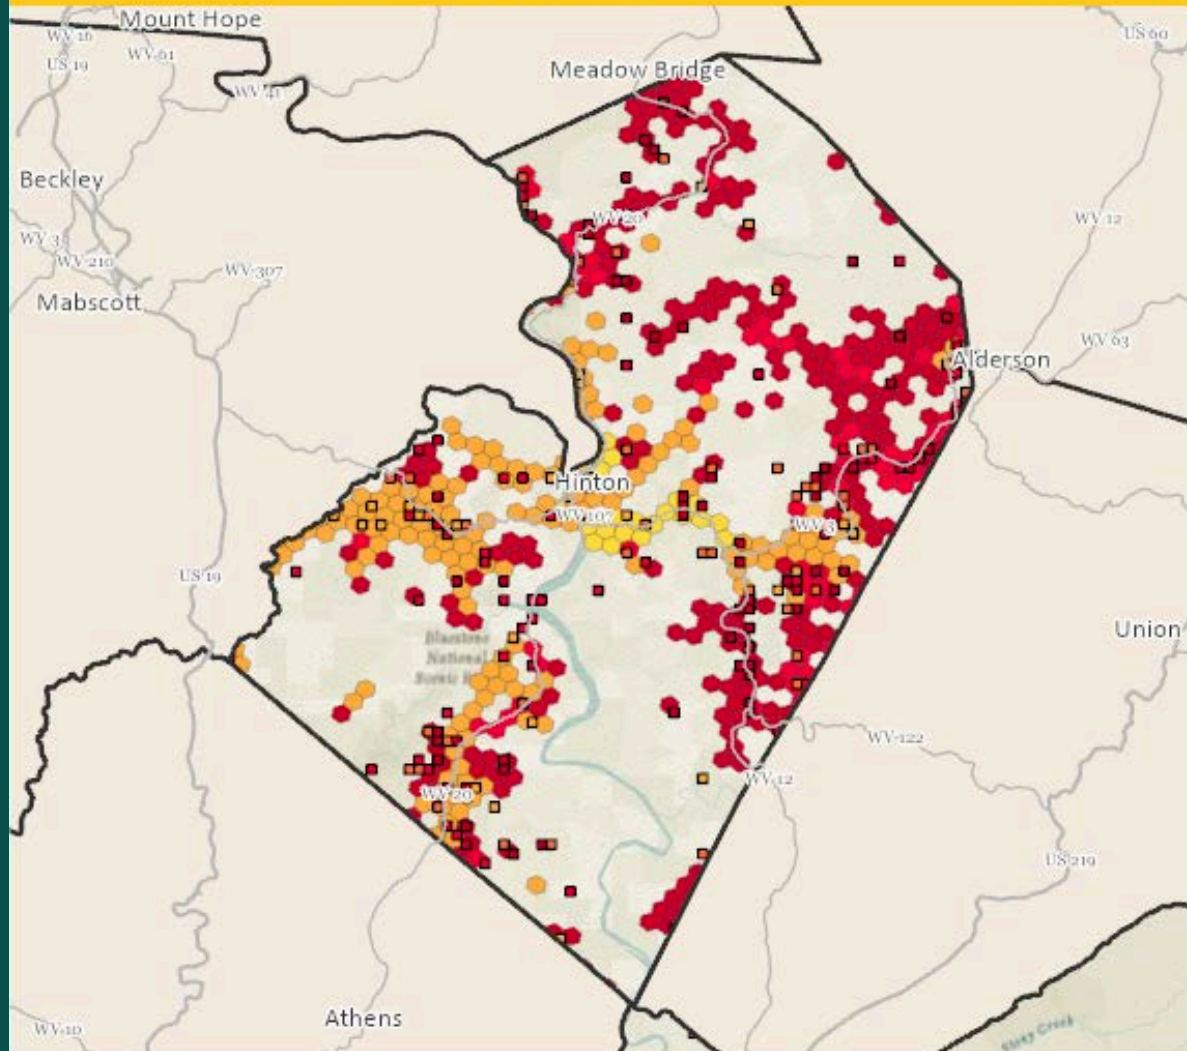 Mount Hope
WV 16
WV 61
US 60
US 19
Meadow Bridge
WV 41
Beckley
WV 20
WV 12
WV 3
WV 210
WV 307
Mabscott
WV 63
Alderson
Hinton
WV 107
WV 3
US 19
Bluestone
National
Scenic
Union
WV 122
WV 12
WV 20
US 219
Athens
WV 10
Creek